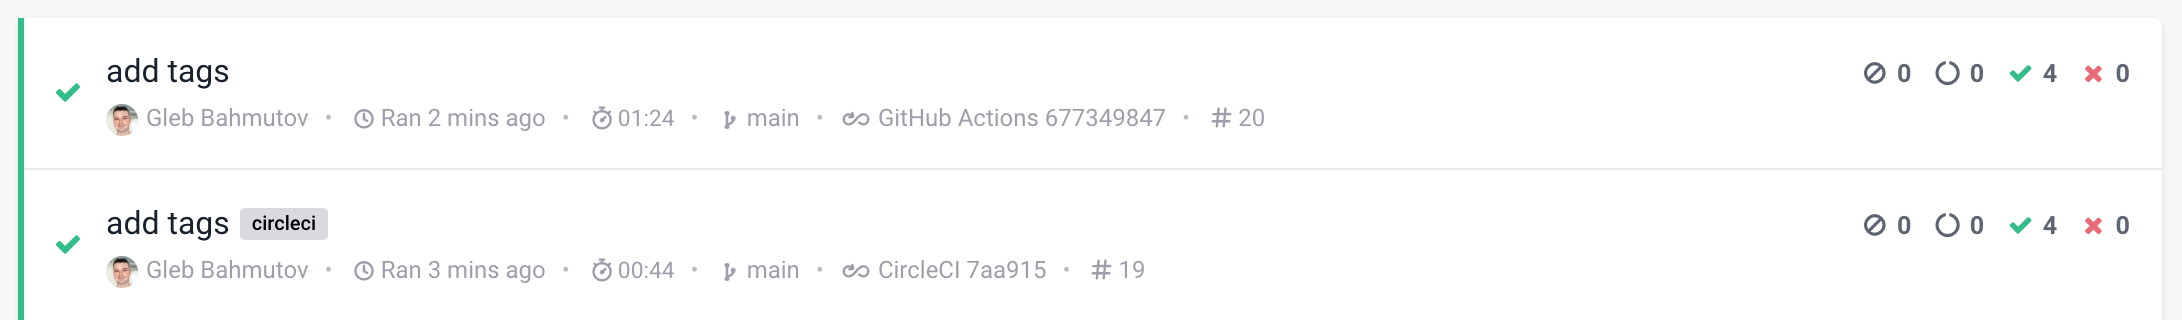 add tags 0 0 4 0
Gleb Bahmutov • Ran 2 mins ago • 01:24 • main • GitHub Actions 677349847 • # 20
add tags circleci 0 0 4 0
Gleb Bahmutov • Ran 3 mins ago • 00:44 • main • CircleCI 7aa915 • # 19